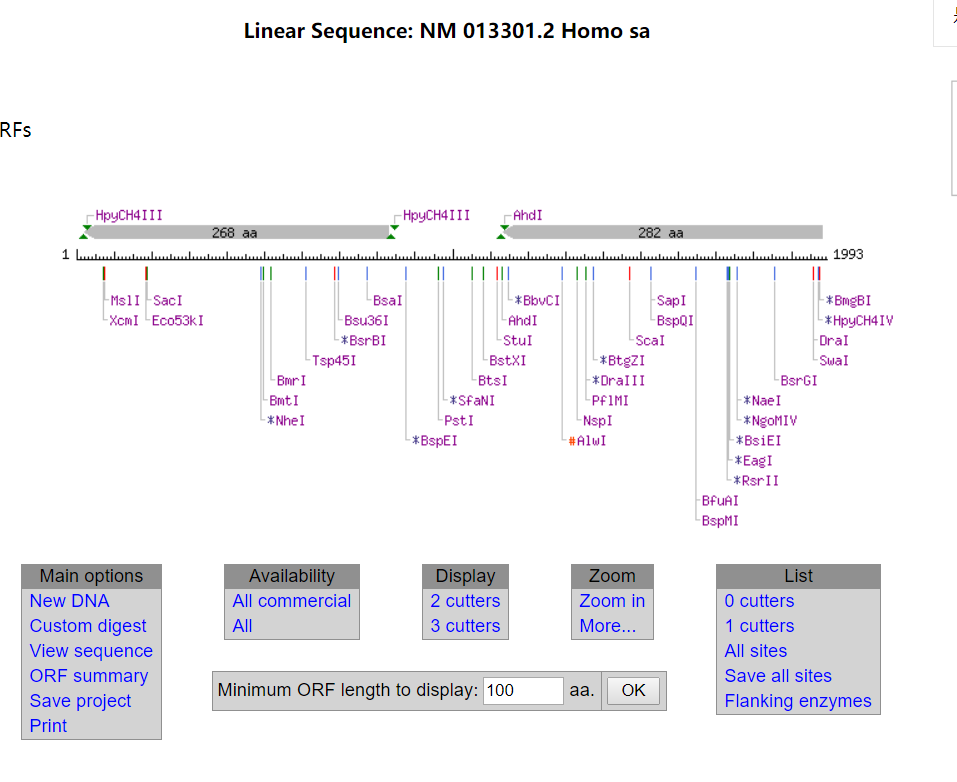 Linear Sequence: NM 013301.2 Homo sa
RFs
HpyCH4III HpyCH4III AhdI
268 aa 282 aa
1 1993
MslI SacI BsaI *BbvCI SapI *BmgBI
XcmI Eco53kI Bsu36I AhdI BspQI *HpyCH4IV
*BsrBI StuI ScaI DraI
Tsp45I BstXI *BtgZI SwaI
BmrI BtsI *DraIII BsrGI
BmtI *SfaNI PflMI *NaeI
*NheI PstI NspI *NgoMIV
*BspEI #AlwI *BsiEI
*EagI
*RsrII
BfuAI
BspMI
Main options
New DNA
Custom digest
View sequence
ORF summary
Save project
Print
Availability
All commercial
All
Display
2 cutters
3 cutters
Zoom
Zoom in
More...
List
0 cutters
1 cutters
All sites
Save all sites
Flanking enzymes
Minimum ORF length to display: 100 aa. OK